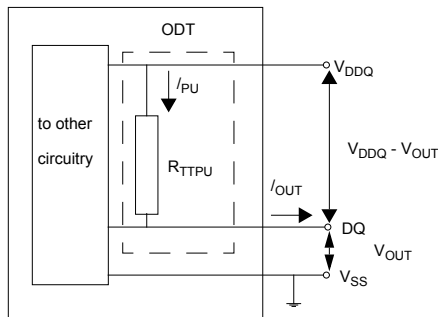 ODT
V_DDQ
I_PU
to other
circuitry
V_DDQ - V_OUT
R_TTPU
I_OUT
DQ
V_OUT
V_SS